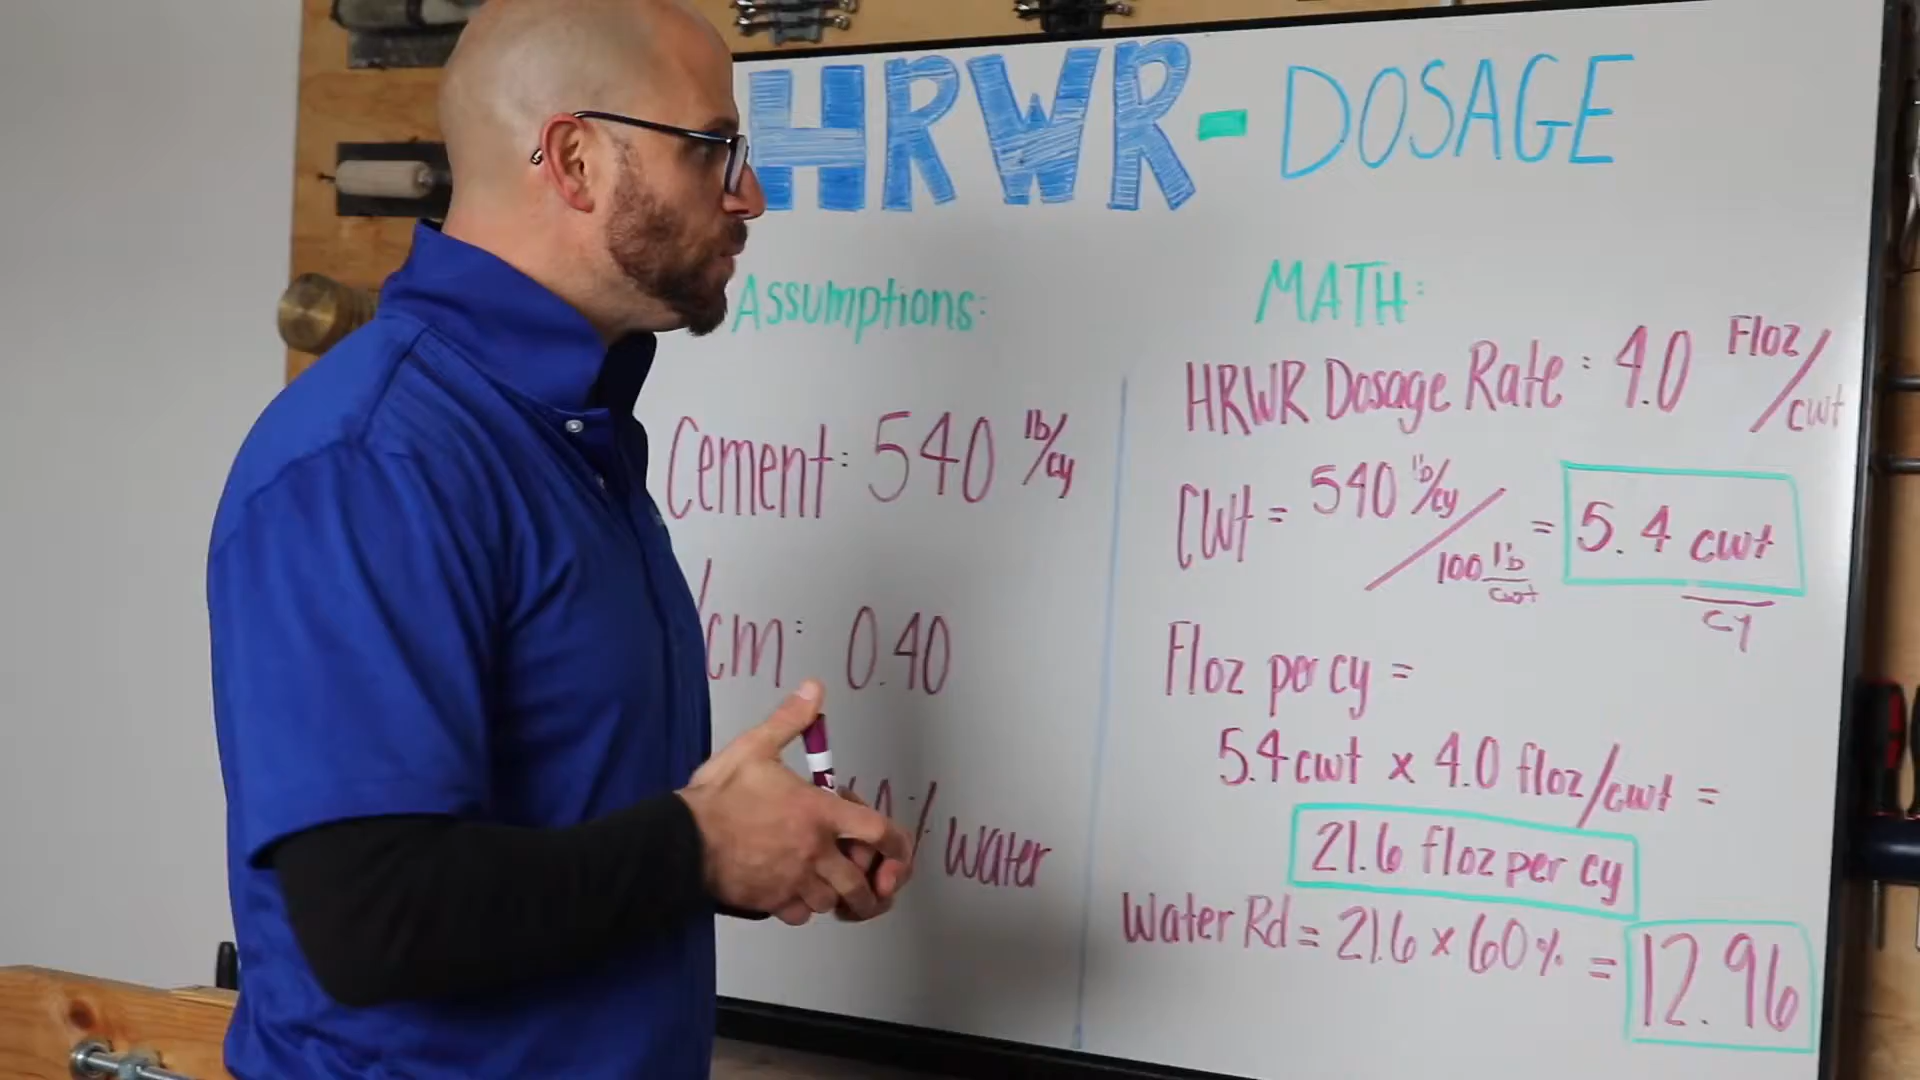 HRWR - DOSAGE
Assumptions:
Cement: 540 lb/cy
/cm: 0.40
% Water
MATH:
HRWR Dosage Rate: 4.0 Floz/cwt
Cwt = 540 lb/cy / 100 lb/cwt = 5.4 cwt/cy
Floz per cy =
5.4 cwt x 4.0 floz/cwt =
21.6 floz per cy
Water Rd = 21.6 x 60% = 12.96